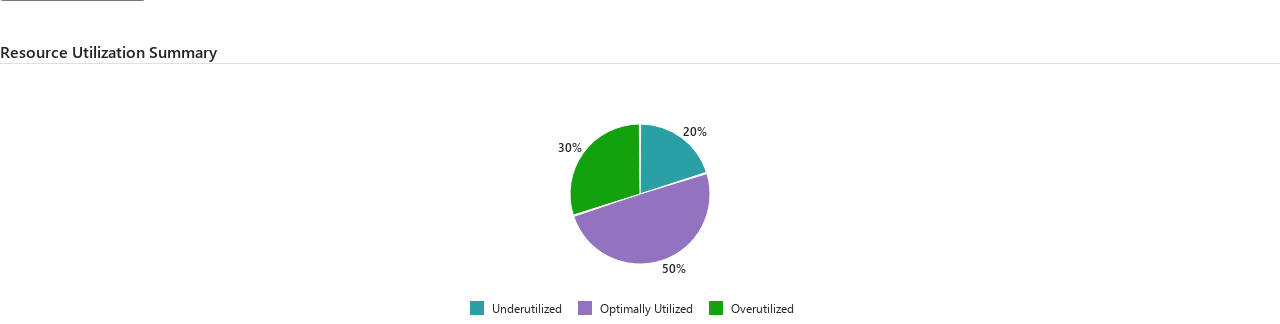 Resource Utilization Summary
20%
30%
50%
Underutilized
Optimally Utilized
Overutilized